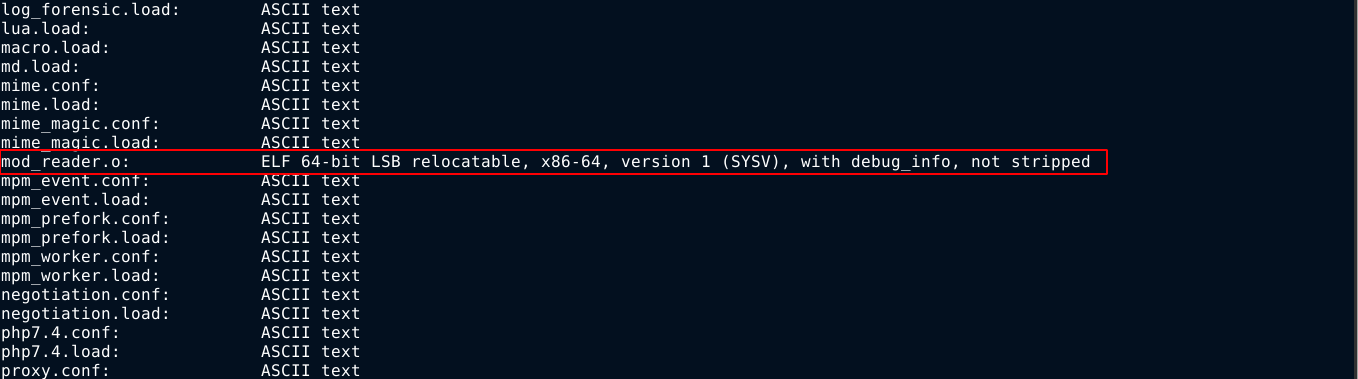 log_forensic.load:        ASCII text
lua.load:                 ASCII text
macro.load:               ASCII text
md.load:                  ASCII text
mime.conf:                ASCII text
mime.load:                ASCII text
mime_magic.conf:          ASCII text
mime_magic.load:          ASCII text
mod_reader.o:             ELF 64-bit LSB relocatable, x86-64, version 1 (SYSV), with debug_info, not stripped
mpm_event.conf:           ASCII text
mpm_event.load:           ASCII text
mpm_prefork.conf:         ASCII text
mpm_prefork.load:         ASCII text
mpm_worker.conf:          ASCII text
mpm_worker.load:          ASCII text
negotiation.conf:         ASCII text
negotiation.load:         ASCII text
php7.4.conf:              ASCII text
php7.4.load:              ASCII text
proxy.conf:               ASCII text